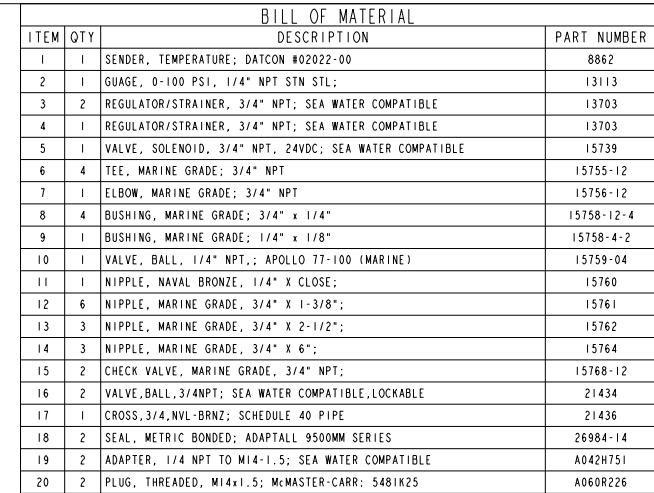 BILL OF MATERIAL
ITEM QTY DESCRIPTION PART NUMBER
1 1 SENDER, TEMPERATURE; DATCON #02022-00 8862
2 1 GUAGE, 0-100 PSI, 1/4" NPT STN STL; 13113
3 2 REGULATOR/STRAINER, 3/4" NPT; SEA WATER COMPATIBLE 13703
4 1 REGULATOR/STRAINER, 3/4" NPT; SEA WATER COMPATIBLE 13703
5 1 VALVE, SOLENOID, 3/4" NPT, 24VDC; SEA WATER COMPATIBLE 15739
6 4 TEE, MARINE GRADE; 3/4" NPT 15755-12
7 1 ELBOW, MARINE GRADE; 3/4" NPT 15756-12
8 4 BUSHING, MARINE GRADE; 3/4" x 1/4" 15758-12-4
9 1 BUSHING, MARINE GRADE; 1/4" x 1/8" 15758-4-2
10 1 VALVE, BALL, 1/4" NPT,; APOLLO 77-100 (MARINE) 15759-04
11 1 NIPPLE, NAVAL BRONZE, 1/4" X CLOSE; 15760
12 6 NIPPLE, MARINE GRADE, 3/4" X 1-3/8"; 15761
13 3 NIPPLE, MARINE GRADE, 3/4" X 2-1/2"; 15762
14 3 NIPPLE, MARINE GRADE, 3/4" X 6"; 15764
15 2 CHECK VALVE, MARINE GRADE, 3/4" NPT; 15768-12
16 2 VALVE,BALL,3/4NPT; SEA WATER COMPATIBLE,LOCKABLE 21434
17 1 CROSS,3/4,NVL-BRNZ; SCHEDULE 40 PIPE 21436
18 2 SEAL, METRIC BONDED; ADAPTALL 9500MM SERIES 26984-14
19 2 ADAPTER, 1/4 NPT TO M14-1.5; SEA WATER COMPATIBLE A042H751
20 2 PLUG, THREADED, M14x1.5; McMASTER-CARR: 5481K25 A060R226